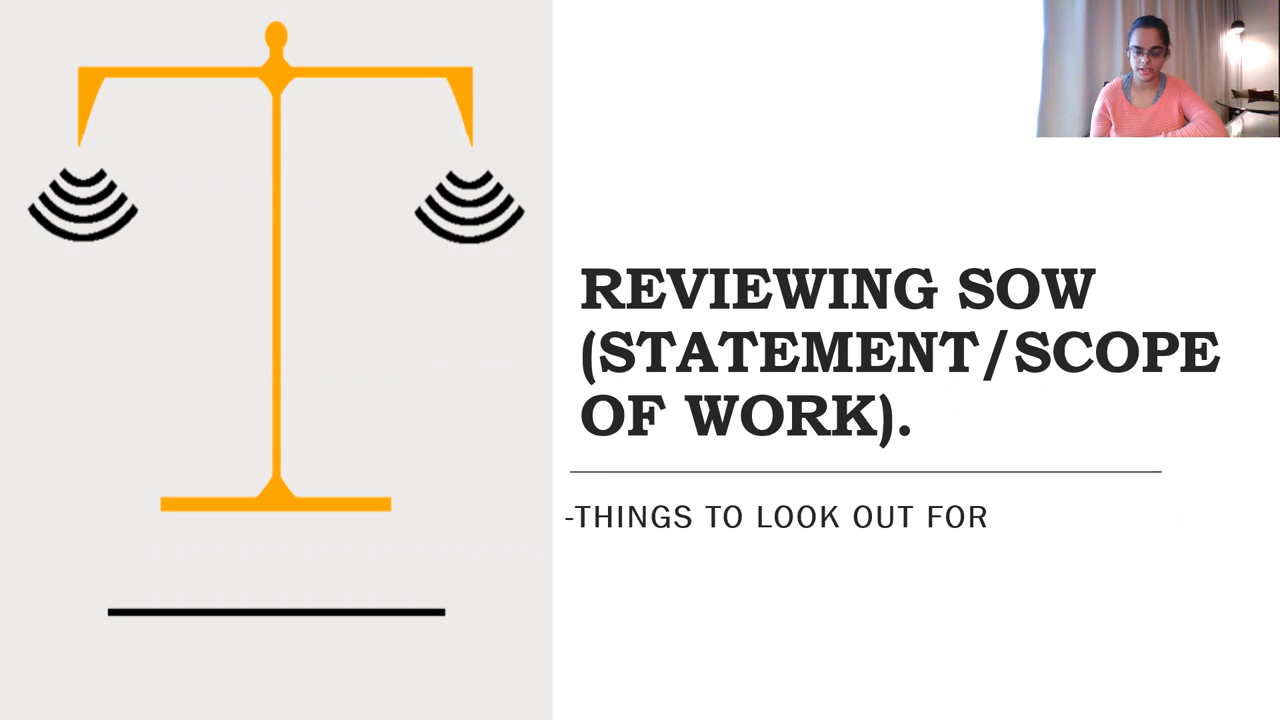 REVIEWING SOW
(STATEMENT/SCOPE
OF WORK).
-THINGS TO LOOK OUT FOR